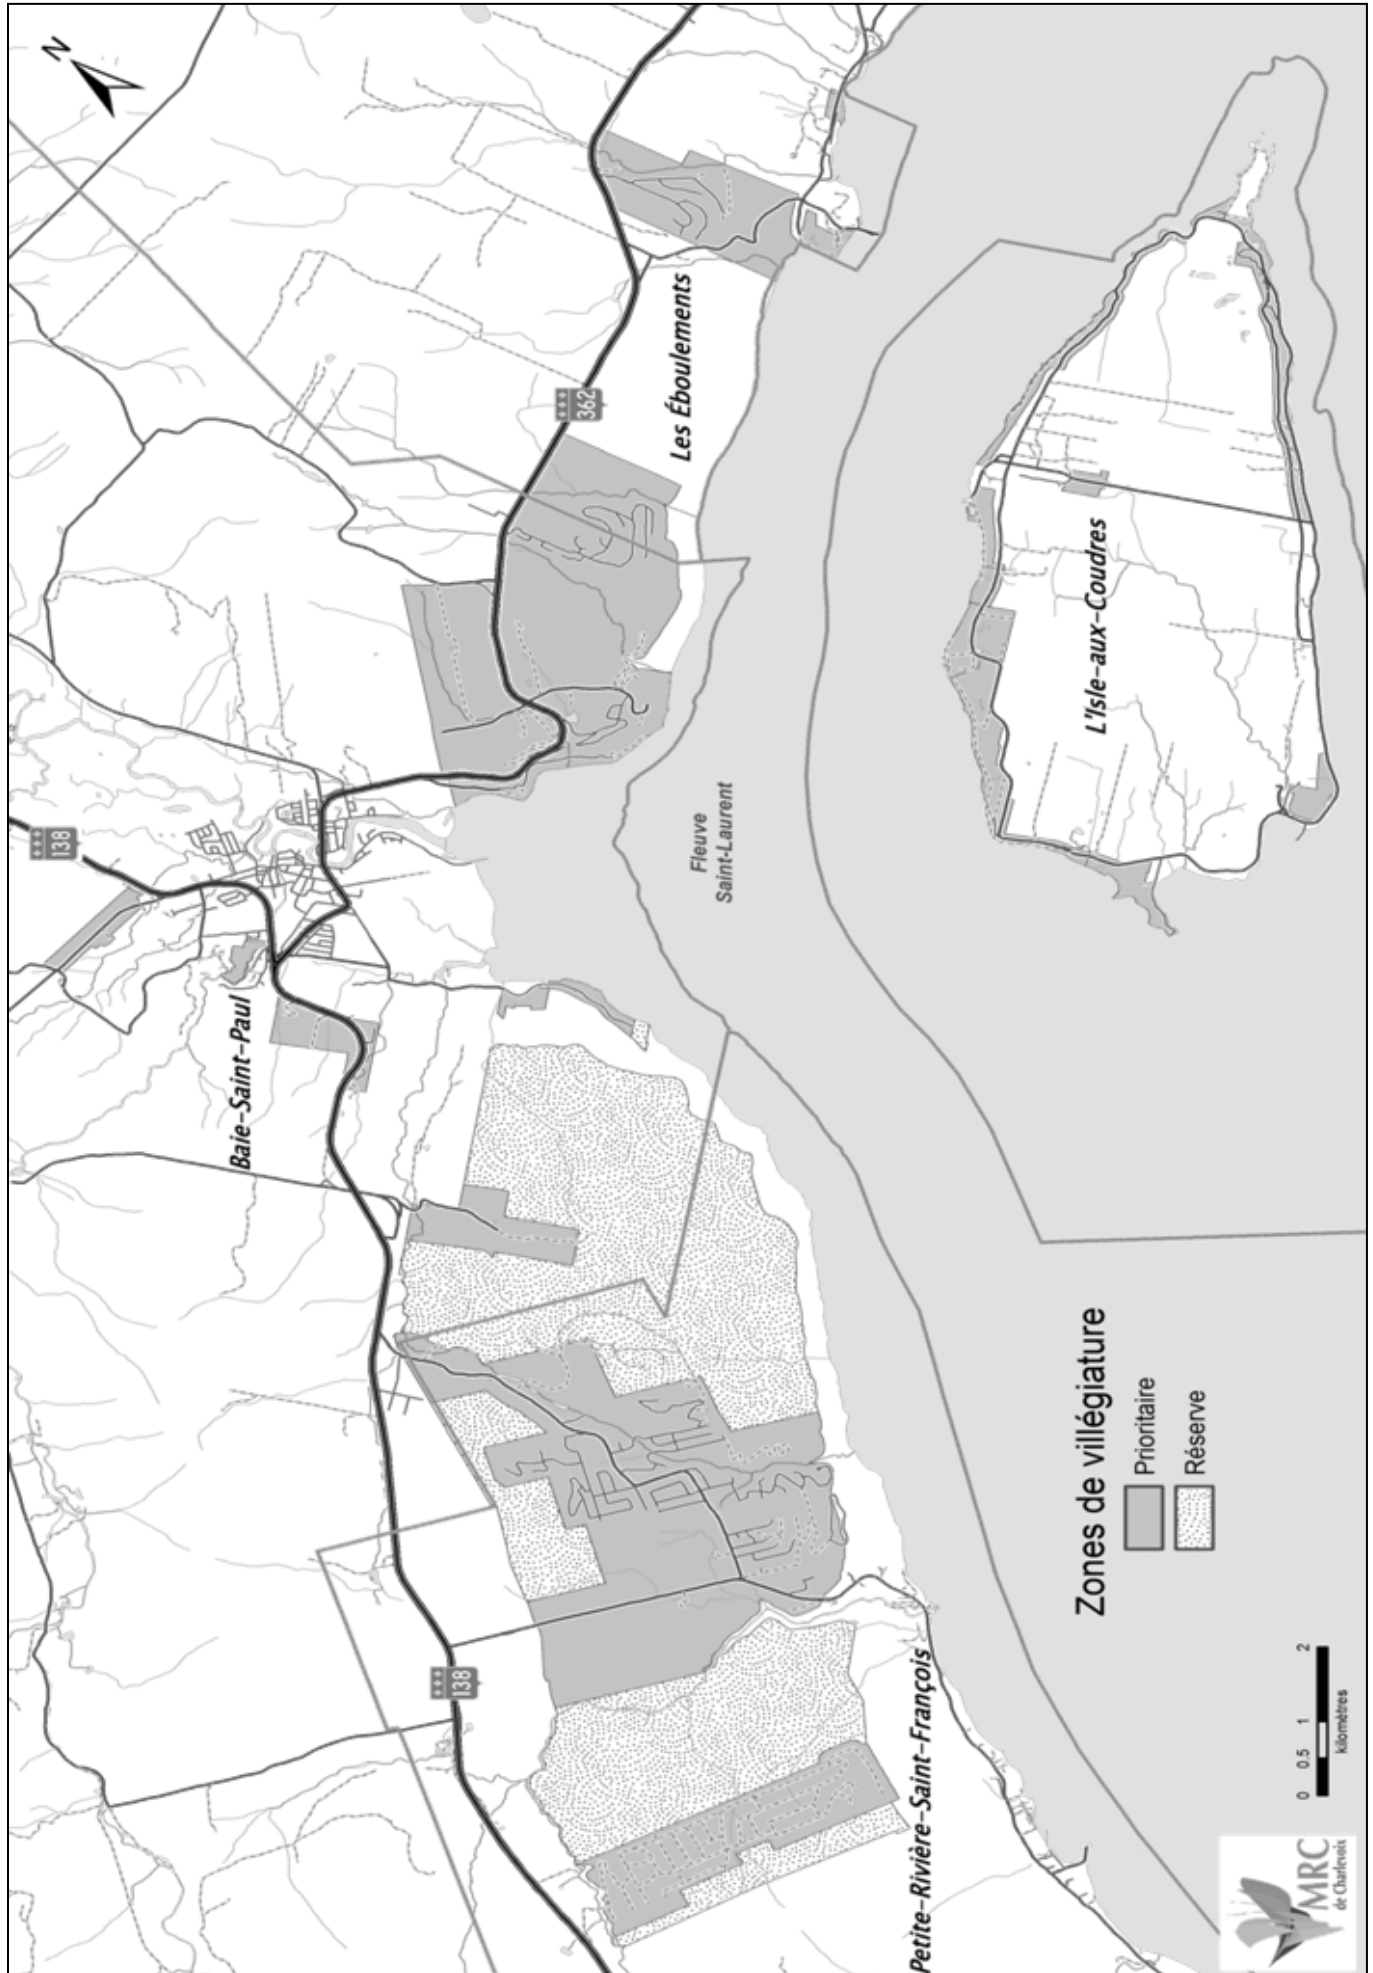 N
138
362
Baie-Saint-Paul
Les Éboulements
Fleuve
Saint-Laurent
L'Isle-aux-Coudres
138
Petite-Rivière-Saint-François
Zones de villégiature
Prioritaire
Réserve
0 0.5 1 2
kilomètres
MRC
de Charlevoix